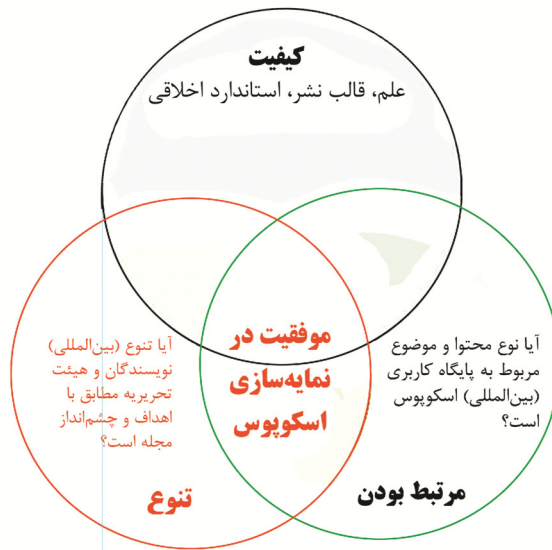 کیفیت
علم، قالب نشر، استاندارد اخلاقی
موفقیت در
نمایه‌سازی
اسکوپوس
آیا نوع محتوا و موضوع
مربوط به پایگاه کاربری
(بین‌المللی) اسکوپوس
است؟
مرتبط بودن
آیا تنوع (بین‌المللی)
نویسندگان و هیئت
تحریریه مطابق با
اهداف و چشم‌انداز
مجله است؟
تنوع